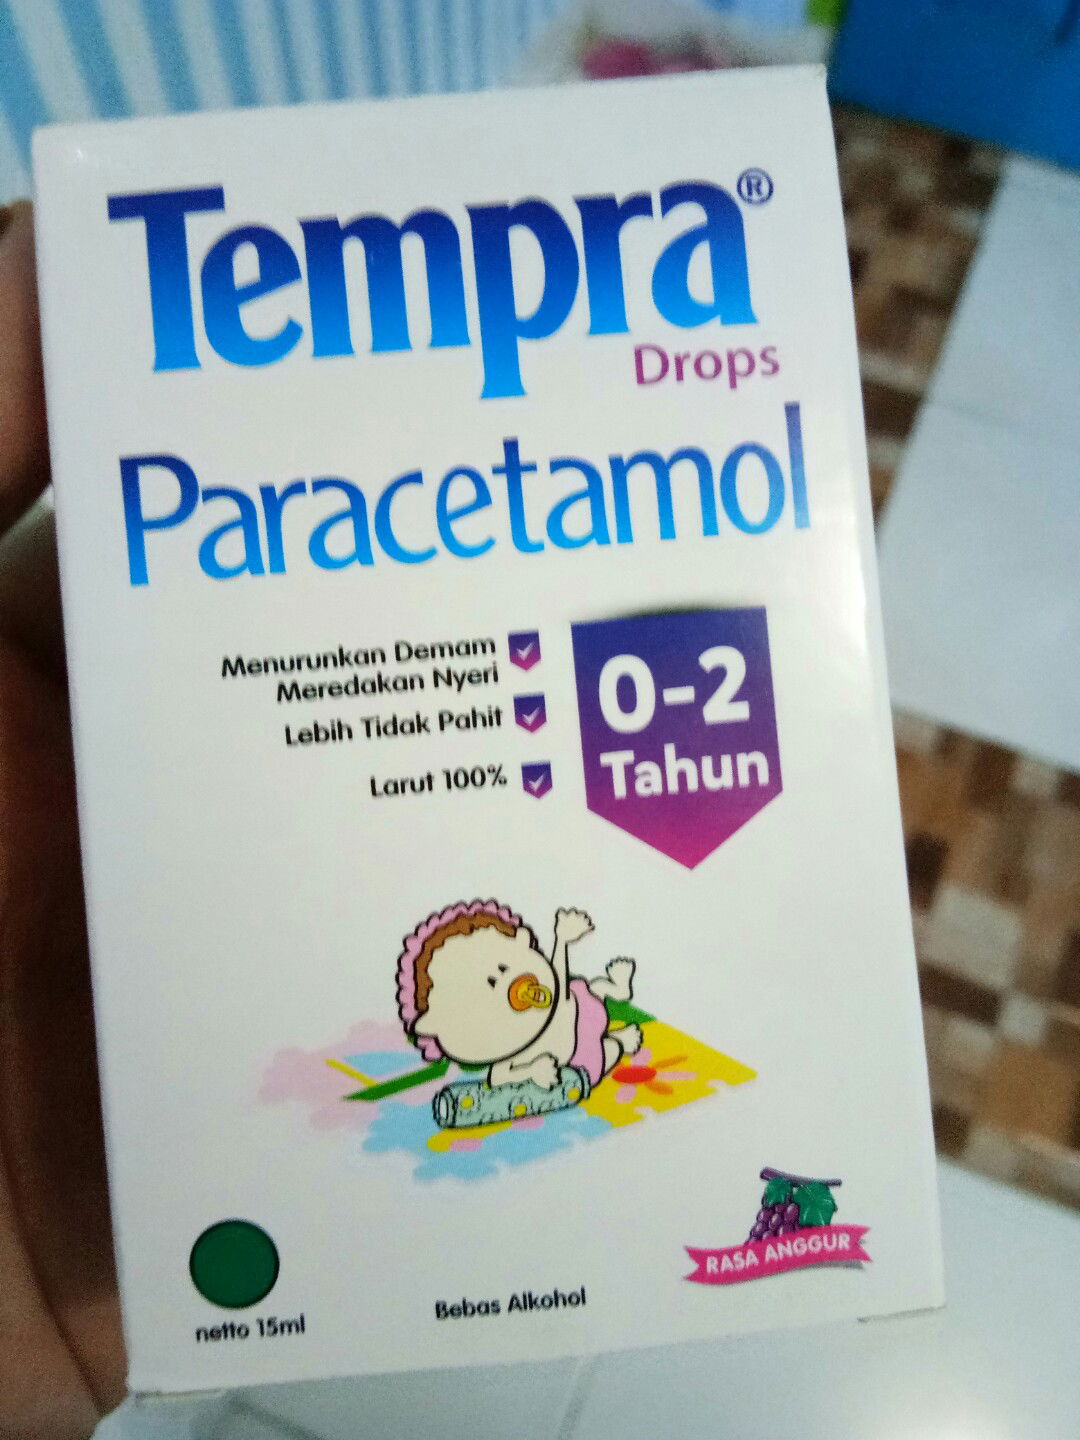 Tempra®
Drops
Paracetamol
Menurunkan Demam
Meredakan Nyeri
Lebih Tidak Pahit
Larut 100%
0-2
Tahun
RASA ANGGUR
netto 15ml
Bebas Alkohol